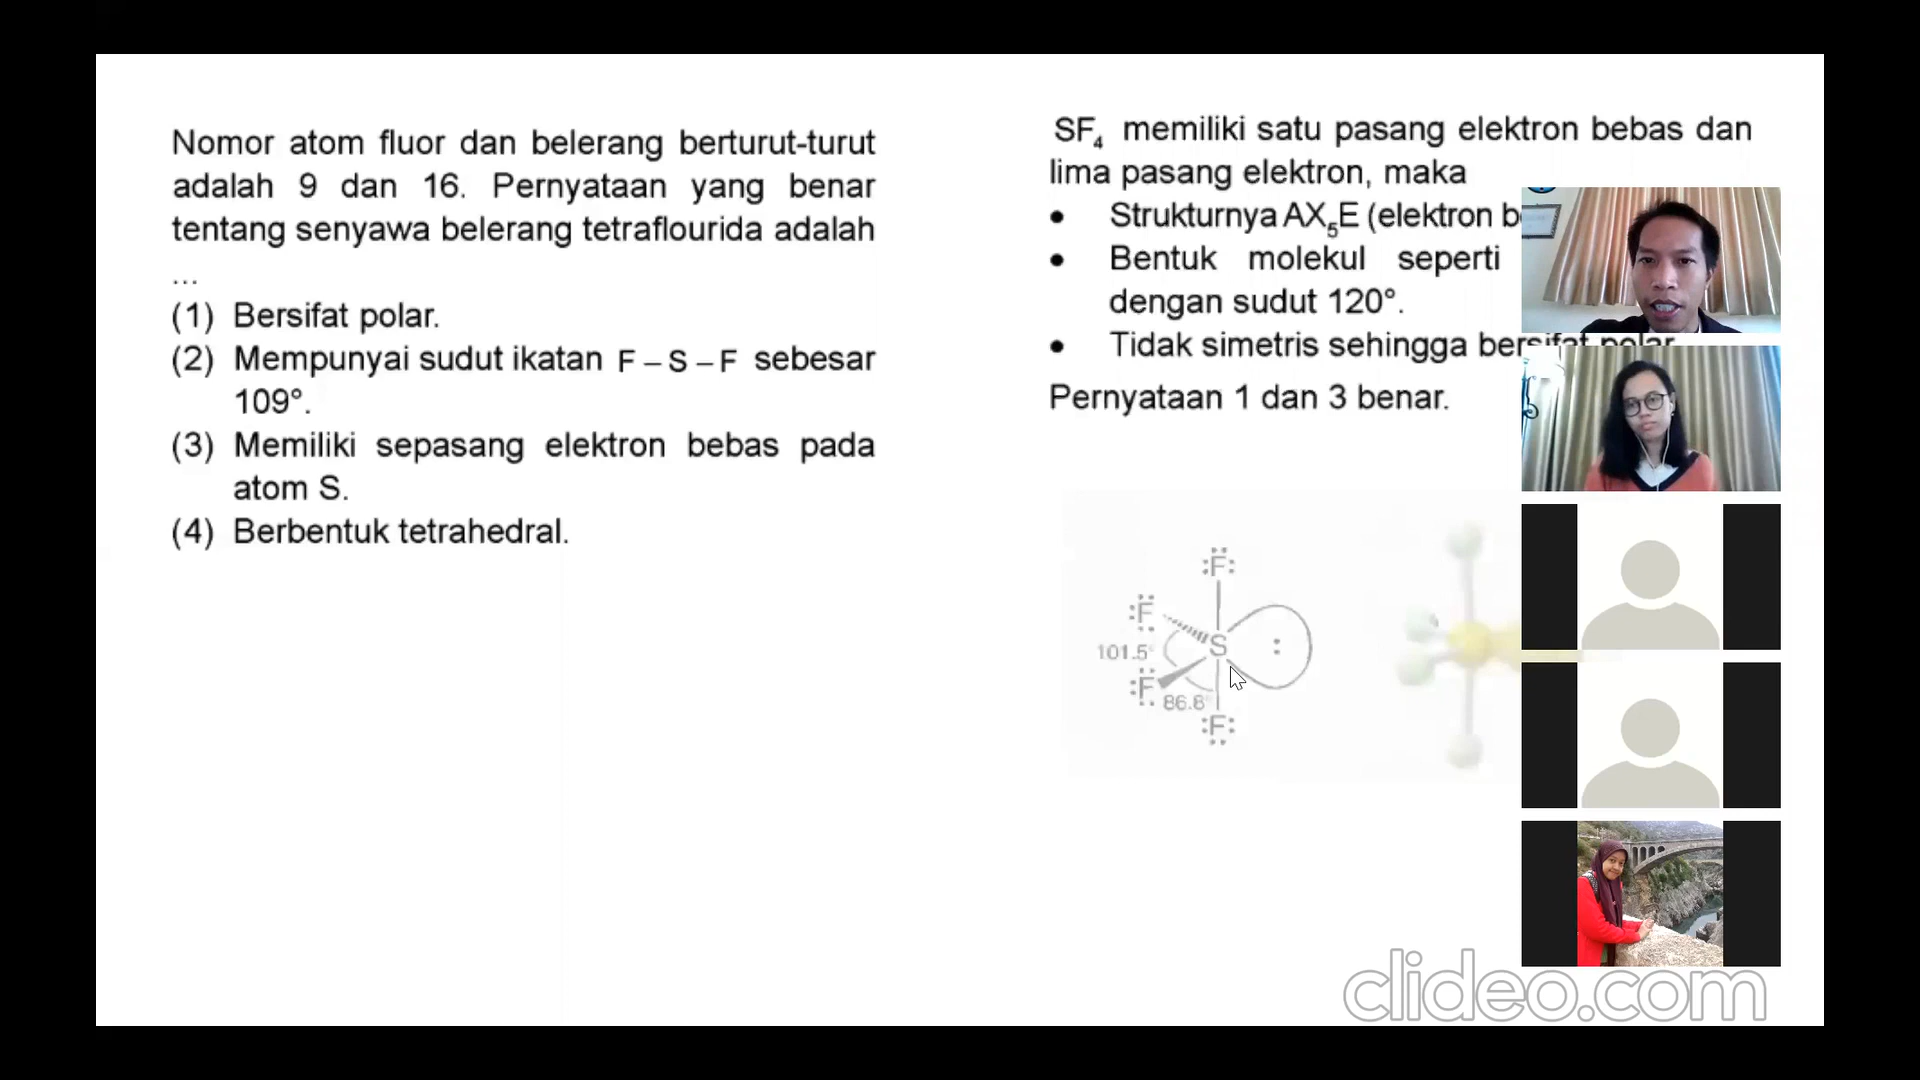 Nomor atom fluor dan belerang berturut-turut
adalah 9 dan 16. Pernyataan yang benar
tentang senyawa belerang tetraflourida adalah
...
(1) Bersifat polar.
(2) Mempunyai sudut ikatan F – S – F sebesar
109°.
(3) Memiliki sepasang elektron bebas pada
atom S.
(4) Berbentuk tetrahedral.
SF₄ memiliki satu pasang elektron bebas dan
lima pasang elektron, maka
• Strukturnya AX₅E (elektron
• Bentuk molekul seperti
dengan sudut 120°.
• Tidak simetris sehingga bersifat polar
Pernyataan 1 dan 3 benar.
F
F
S
101.5°
F
86.8°
F
clideo.com